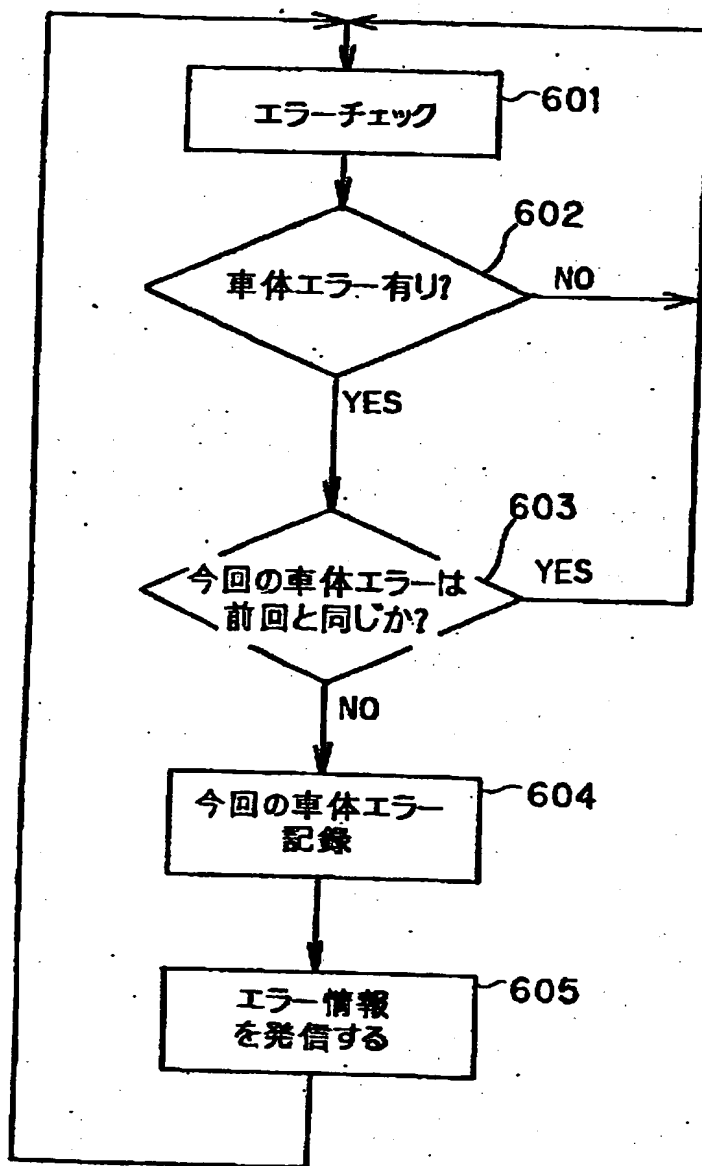 エラーチェック
601
602
車体エラー有り?
NO
YES
603
今回の車体エラーは
前回と同じか?
YES
NO
今回の車体エラー
記録
604
エラー情報
を発信する
605